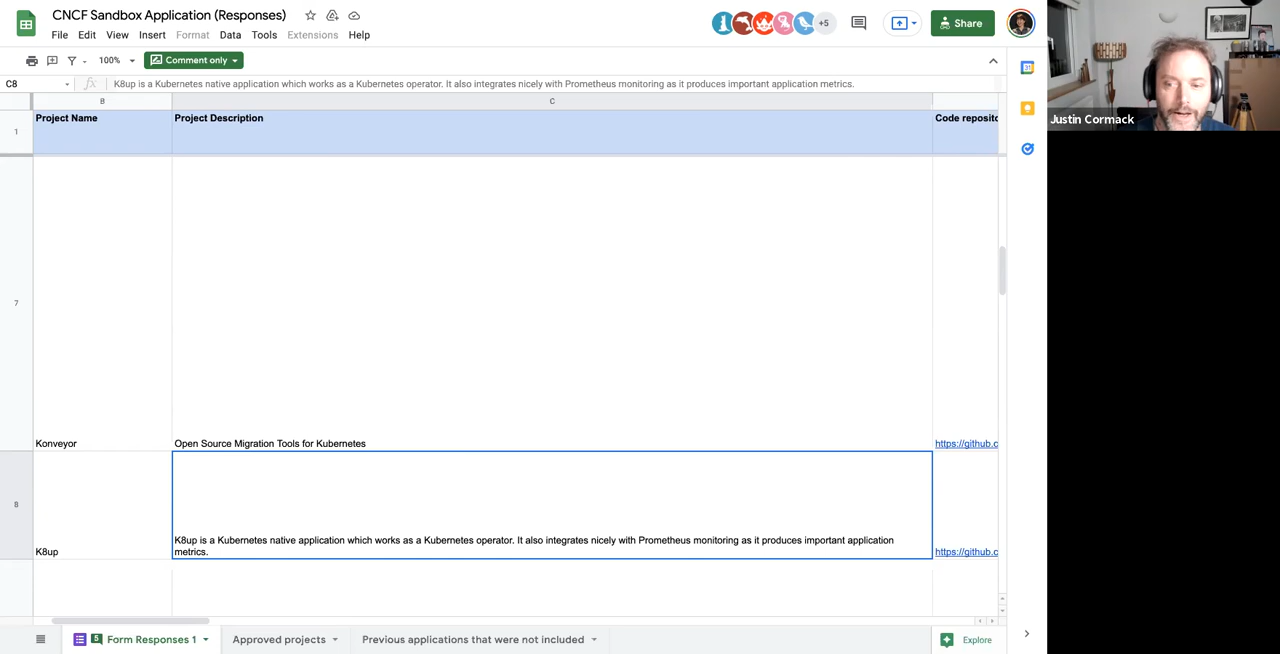 CNCF Sandbox Application (Responses)
File Edit View Insert Format Data Tools Extensions Help
+5
Share
100%
Comment only
C8
fx
K8up is a Kubernetes native application which works as a Kubernetes operator. It also integrates nicely with Prometheus monitoring as it produces important application metrics.
B
C
1
Project Name
Project Description
Code reposito
7
Konveyor
Open Source Migration Tools for Kubernetes
https://github.c
8
K8up
K8up is a Kubernetes native application which works as a Kubernetes operator. It also integrates nicely with Prometheus monitoring as it produces important application
metrics.
https://github.c
5
Form Responses 1
Approved projects
Previous applications that were not included
Explore
31
Justin Cormack